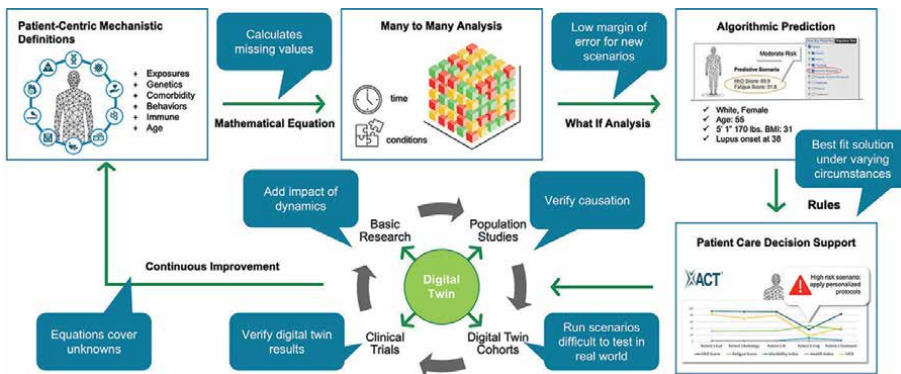 Patient-Centric Mechanistic
Definitions
+ Exposures
+ Genetics
+ Comorbidity
+ Behaviors
+ Immune
+ Age
Calculates
missing values
Mathematical Equation
Many to Many Analysis
time
conditions
Low margin of
error for new
scenarios
What If Analysis
Algorithmic Prediction
Moderate Risk
Predictive Scenario
Fatigue Score: 31.8
✓ White, Female
✓ Age: 55
✓ 5' 1" 170 lbs. BMI: 31
✓ Lupus onset at 38
Best fit solution
under varying
circumstances
Rules
Patient Care Decision Support
ACT
High risk scenario:
apply personalized
protocols
Add impact of
dynamics
Basic
Research
Population
Studies
Verify causation
Digital
Twin
Continuous Improvement
Equations cover
unknowns
Verify digital twin
results
Clinical
Trials
Digital Twin
Cohorts
Run scenarios
difficult to test in
real world